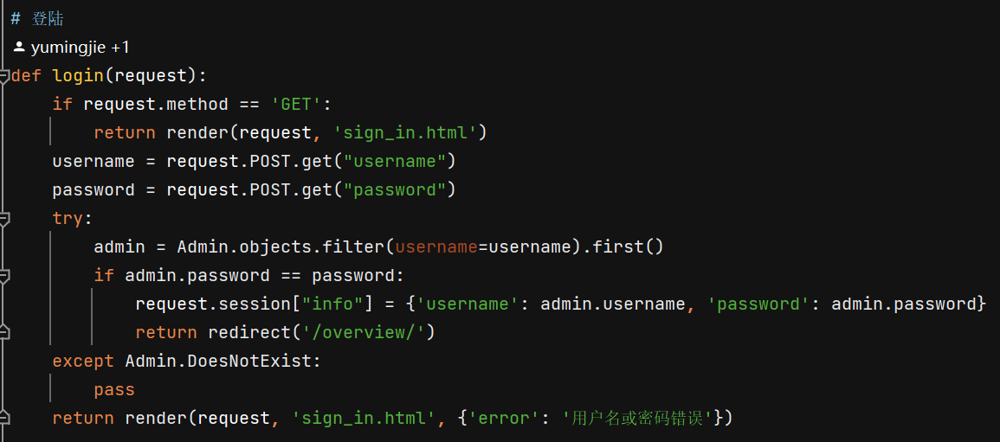 # 登陆
yumingjie +1
def login(request):
    if request.method == 'GET':
        return render(request, 'sign_in.html')
    username = request.POST.get("username")
    password = request.POST.get("password")
    try:
        admin = Admin.objects.filter(username=username).first()
        if admin.password == password:
            request.session["info"] = {'username': admin.username, 'password': admin.password}
            return redirect('/overview/')
    except Admin.DoesNotExist:
        pass
    return render(request, 'sign_in.html', {'error': '用户名或密码错误'})